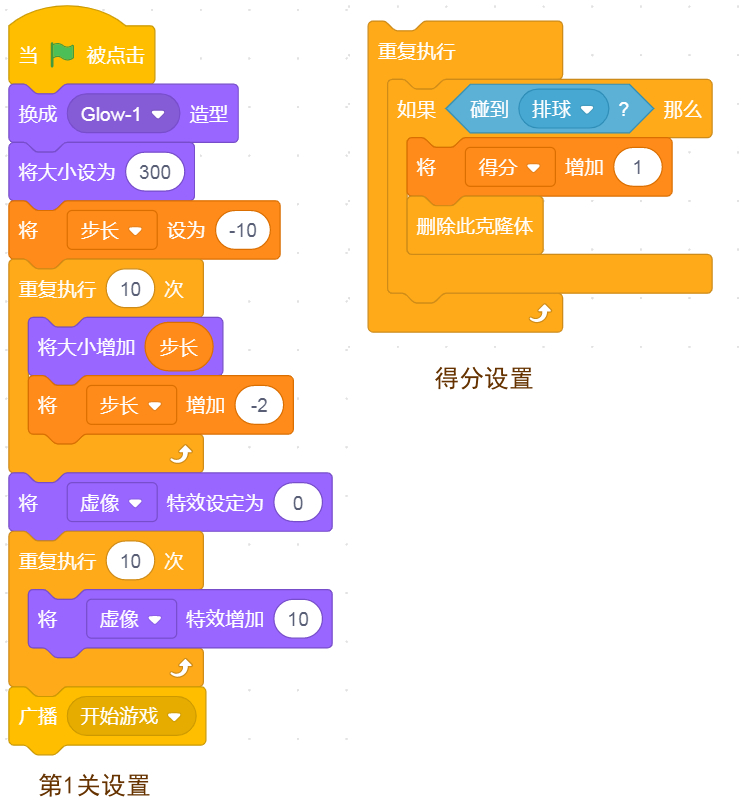 当 被点击
换成 Glow-1 造型
将大小设为 300
将 步长 设为 -10
重复执行 10 次
将大小增加 步长
将 步长 增加 -2
将 虚像 特效设定为 0
重复执行 10 次
将 虚像 特效增加 10
广播 开始游戏
第1关设置
重复执行
如果 碰到 排球 ? 那么
将 得分 增加 1
删除此克隆体
得分设置